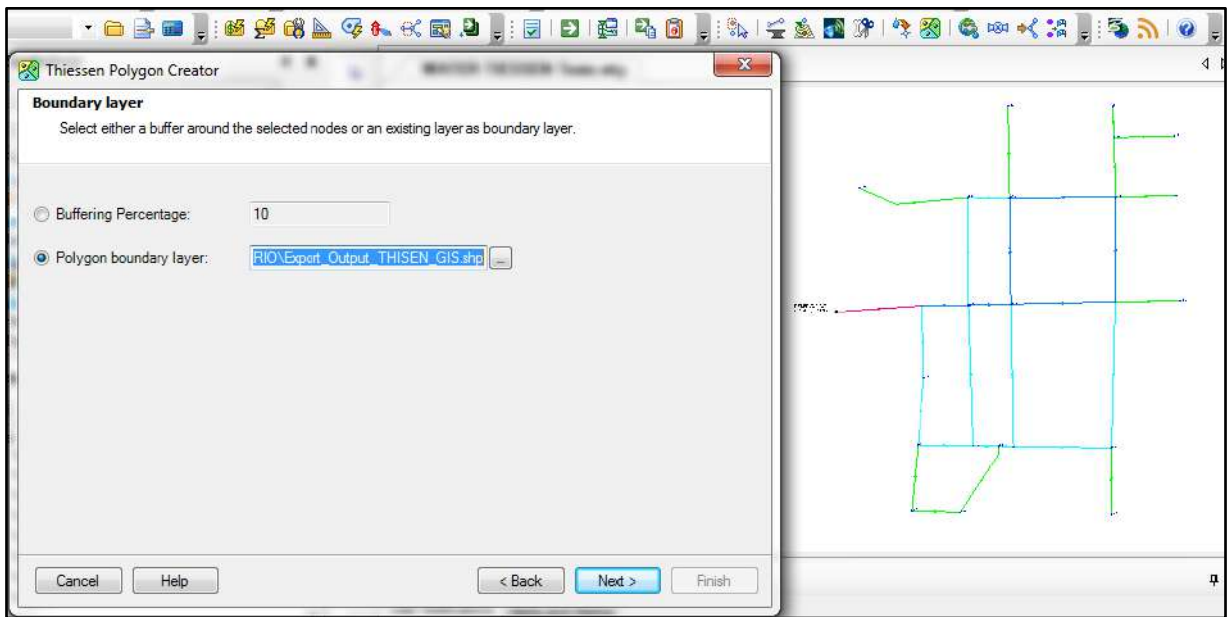 Thiessen Polygon Creator
Boundary layer
Select either a buffer around the selected nodes or an existing layer as boundary layer.
Buffering Percentage: 10
Polygon boundary layer: RIO\Export_Output_THISEN_GIS.shp ...
Cancel Help < Back Next > Finish